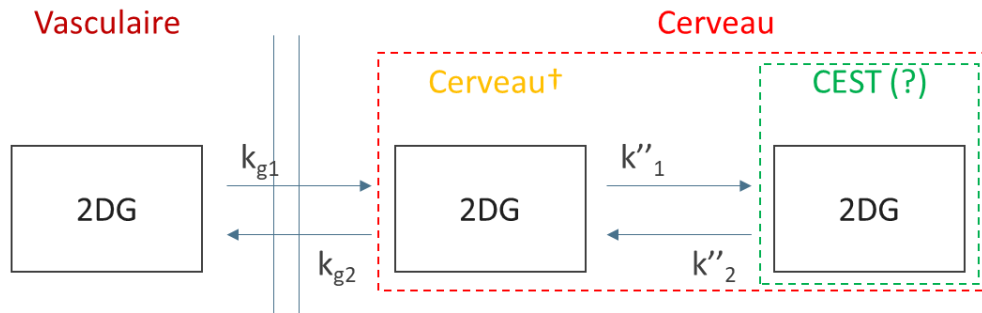 Vasculaire
Cerveau
Cerveau†
CEST (?)
kg1
k’’1
2DG
2DG
2DG
kg2
k’’2